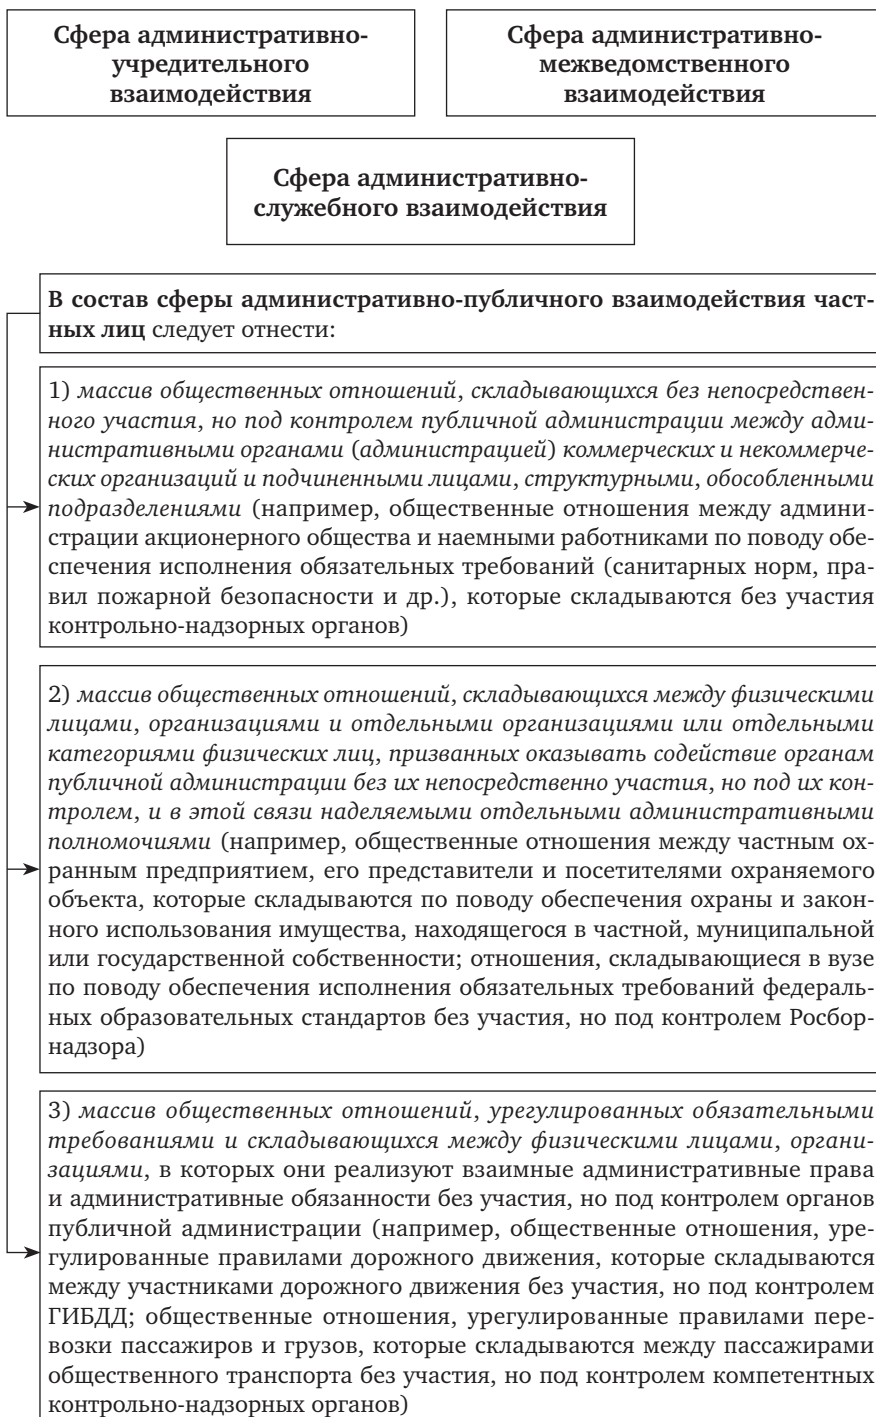 Сфера административно-
учредительного
взаимодействия
Сфера административно-
межведомственного
взаимодействия
Сфера административно-
служебного взаимодействия
В состав сферы административно-публичного взаимодействия част-
ных лиц следует отнести:
1) массив общественных отношений, складывающихся без непосредствен-
ного участия, но под контролем публичной администрации между адми-
нистративными органами (администрацией) коммерческих и некоммерче-
ских организаций и подчиненными лицами, структурными, обособленными
подразделениями (например, общественные отношения между админи-
страции акционерного общества и наемными работниками по поводу обе-
спечения исполнения обязательных требований (санитарных норм, пра-
вил пожарной безопасности и др.), которые складываются без участия
контрольно-надзорных органов)
2) массив общественных отношений, складывающихся между физическими
лицами, организациями и отдельными организациями или отдельными
категориями физических лиц, призванных оказывать содействие органам
публичной администрации без их непосредственно участия, но под их кон-
тролем, и в этой связи наделяемыми отдельными административными
полномочиями (например, общественные отношения между частным ох-
ранным предприятием, его представители и посетителями охраняемого
объекта, которые складываются по поводу обеспечения охраны и закон-
ного использования имущества, находящегося в частной, муниципальной
или государственной собственности; отношения, складывающиеся в вузе
по поводу обеспечения исполнения обязательных требований федераль-
ных образовательных стандартов без участия, но под контролем Росбор-
надзора)
3) массив общественных отношений, урегулированных обязательными
требованиями и складывающихся между физическими лицами, органи-
зациями, в которых они реализуют взаимные административные права
и административные обязанности без участия, но под контролем органов
публичной администрации (например, общественные отношения, уре-
гулированные правилами дорожного движения, которые складываются
между участниками дорожного движения без участия, но под контролем
ГИБДД; общественные отношения, урегулированные правилами пере-
возки пассажиров и грузов, которые складываются между пассажирами
общественного транспорта без участия, но под контролем компетентных
контрольно-надзорных органов)